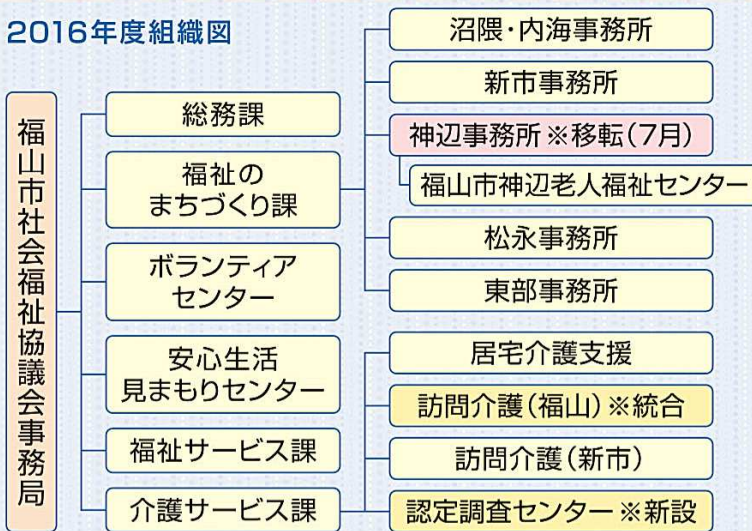 2016年度組織図
福山市社会福祉協議会事務局
総務課
福祉の
まちづくり課
ボランティア
センター
安心生活
見まもりセンター
福祉サービス課
介護サービス課
沼隈・内海事務所
新市事務所
神辺事務所※移転(7月)
福山市神辺老人福祉センター
松永事務所
東部事務所
居宅介護支援
訪問介護(福山)※統合
訪問介護(新市)
認定調査センター※新設